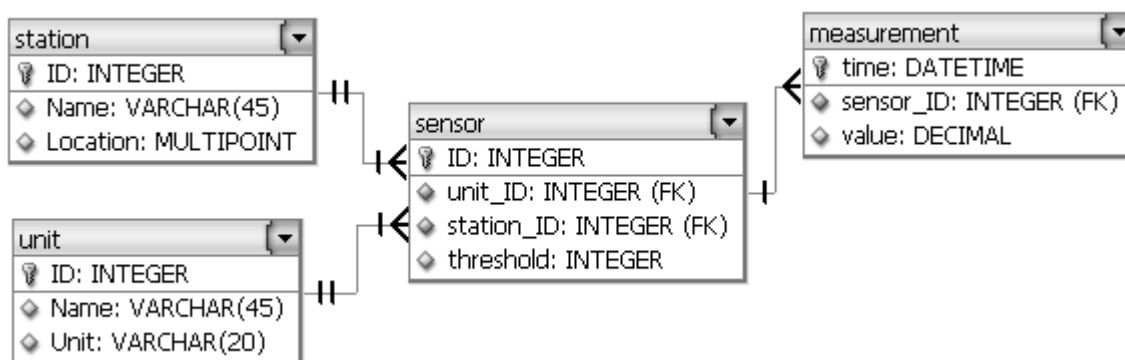 station
ID: INTEGER
Name: VARCHAR(45)
Location: MULTIPOINT
unit
ID: INTEGER
Name: VARCHAR(45)
Unit: VARCHAR(20)
sensor
ID: INTEGER
unit_ID: INTEGER (FK)
station_ID: INTEGER (FK)
threshold: INTEGER
measurement
time: DATETIME
sensor_ID: INTEGER (FK)
value: DECIMAL